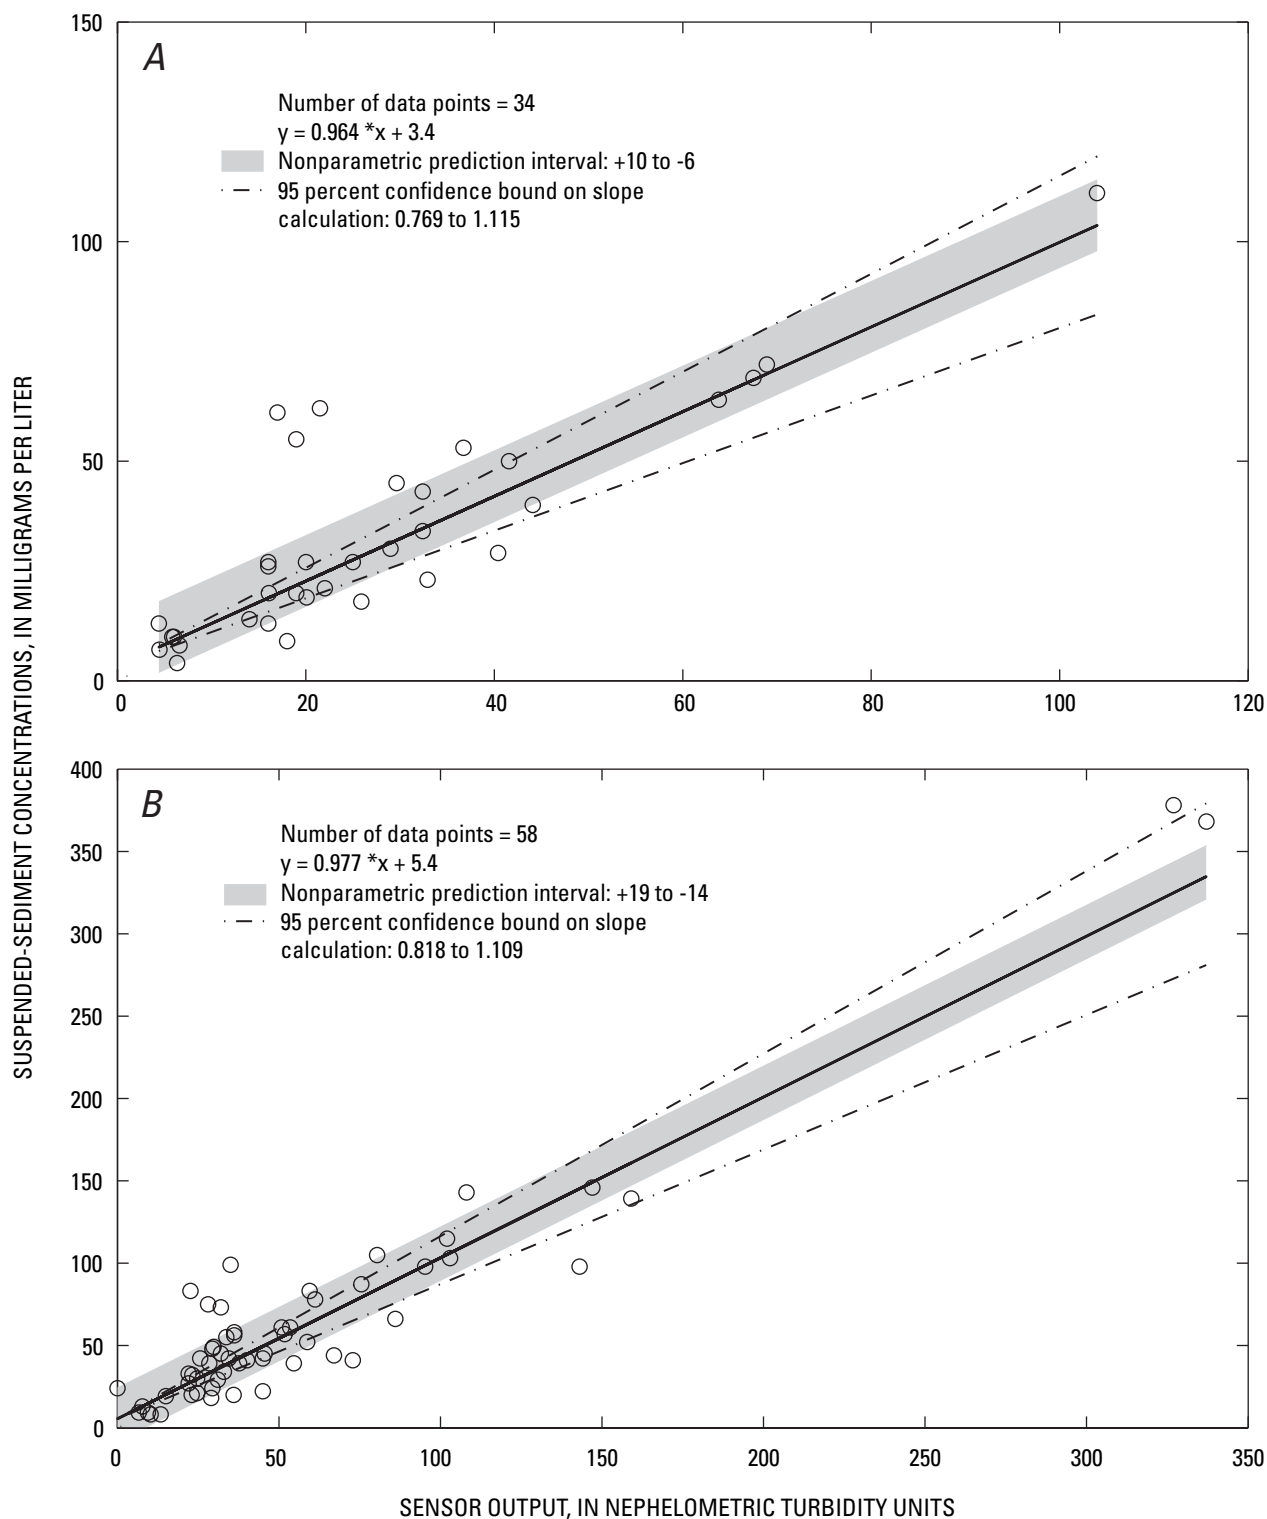 SUSPENDED-SEDIMENT CONCENTRATIONS, IN MILLIGRAMS PER LITER
150
A
Number of data points = 34
y = 0.964 *x + 3.4
Nonparametric prediction interval: +10 to -6
95 percent confidence bound on slope
calculation: 0.769 to 1.115
100
50
0
0 20 40 60 80 100 120
400
B
Number of data points = 58
y = 0.977 *x + 5.4
350
Nonparametric prediction interval: +19 to -14
95 percent confidence bound on slope
calculation: 0.818 to 1.109
300
250
200
150
100
50
0
0 50 100 150 200 250 300 350
SENSOR OUTPUT, IN NEPHELOMETRIC TURBIDITY UNITS